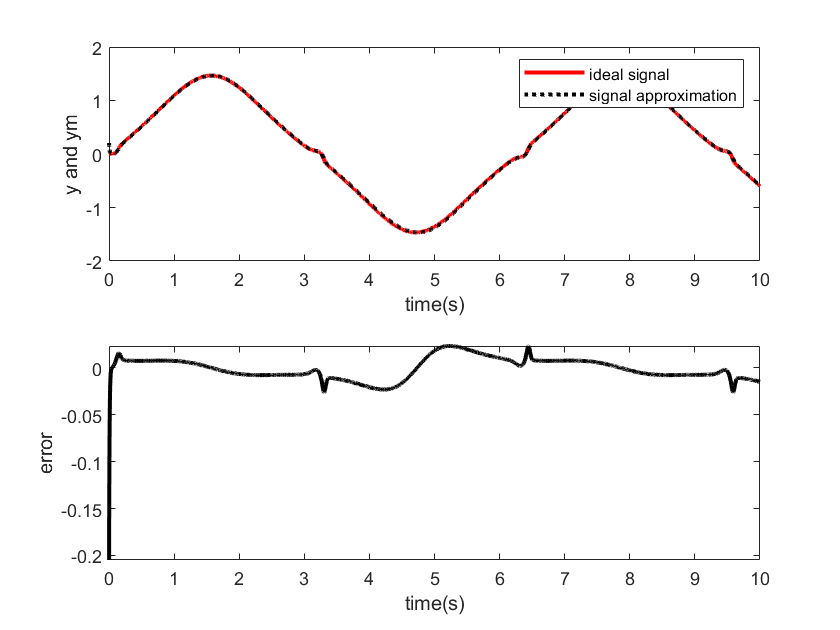 2
1
0
-1
-2
y and ym
ideal signal
signal approximation
0 1 2 3 4 5 6 7 8 9 10
time(s)
0
-0.05
-0.1
-0.15
-0.2
error
0 1 2 3 4 5 6 7 8 9 10
time(s)